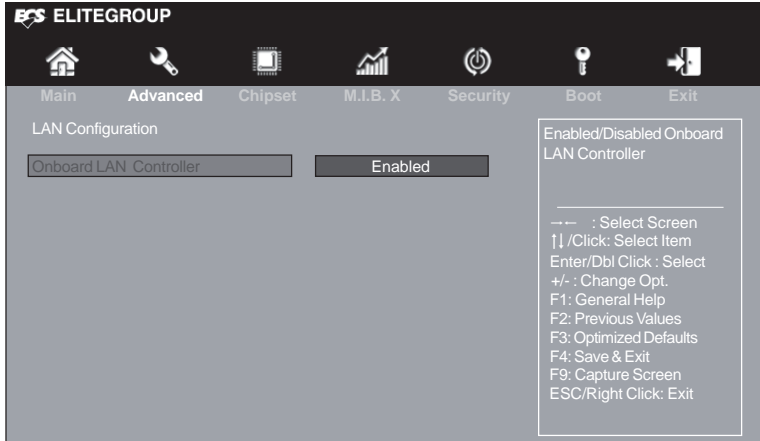 ECS ELITEGROUP
Main Advanced Chipset M.I.B. X Security Boot Exit
LAN Configuration
Onboard LAN Controller Enabled
Enabled/Disabled Onboard
LAN Controller
→← : Select Screen
↑↓/Click: Select Item
Enter/Dbl Click : Select
+/- : Change Opt.
F1: General Help
F2: Previous Values
F3: Optimized Defaults
F4: Save & Exit
F9: Capture Screen
ESC/Right Click: Exit